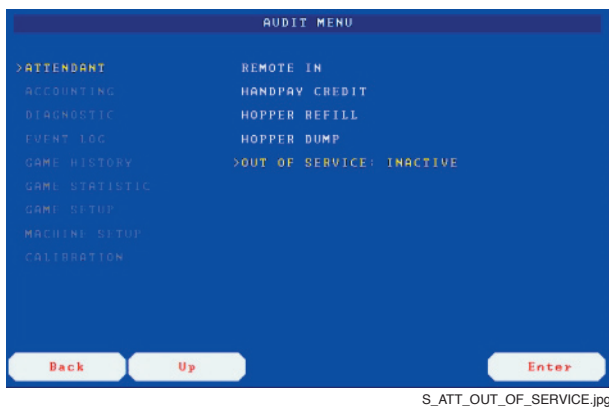 AUDIT MENU
>ATTENDANT
ACCOUNTING
DIAGNOSTIC
EVENT LOG
GAME HISTORY
GAME STATISTIC
GAME SETUP
MACHINE SETUP
CALIBRATION
REMOTE IN
HANDPAY CREDIT
HOPPER REFILL
HOPPER DUMP
>OUT OF SERVICE: INACTIVE
Back
Up
Enter
S_ATT_OUT_OF_SERVICE.jpg